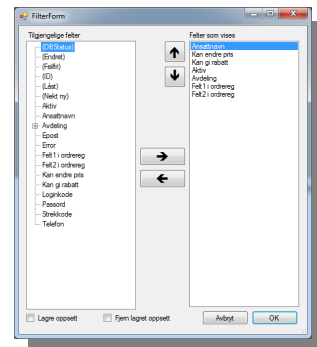 FilterForm
Tilgjengelige felter
(DBStatus)
(Endret)
(Feilfri)
(ID)
(Låst)
(Nekt ny)
Aktiv
Ansattnavn
Avdeling
Epost
Error
Felt1 i ordrereg
Felt2 i ordrereg
Kan endre pris
Kan gi rabatt
Loginkode
Passord
Strekkode
Telefon
Felter som vises
Ansattnavn
Kan endre pris
Kan gi rabatt
Aktiv
Avdeling
Felt1 i ordrereg
Felt2 i ordrereg
Lagre oppsett
Fjern lagret oppsett
Avbryt
OK